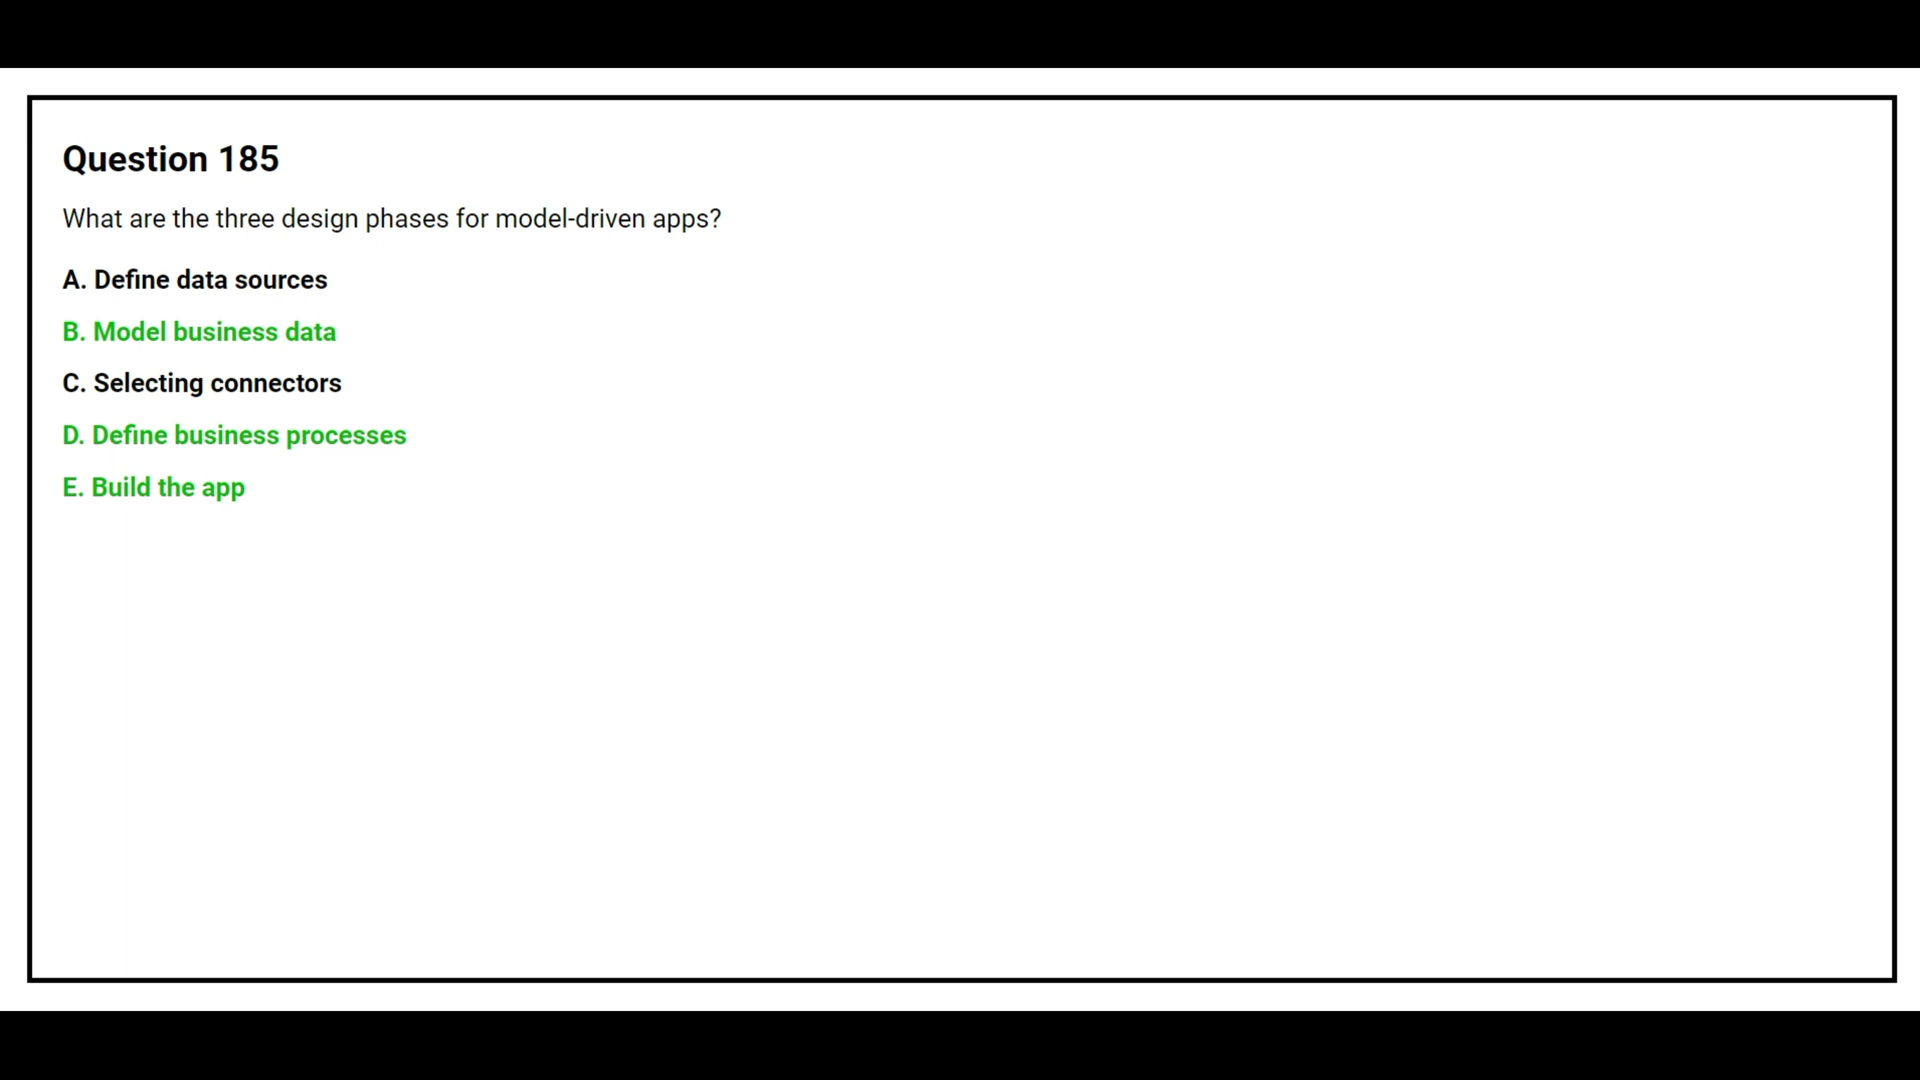 Question 185
What are the three design phases for model-driven apps?
A. Define data sources
B. Model business data
C. Selecting connectors
D. Define business processes
E. Build the app